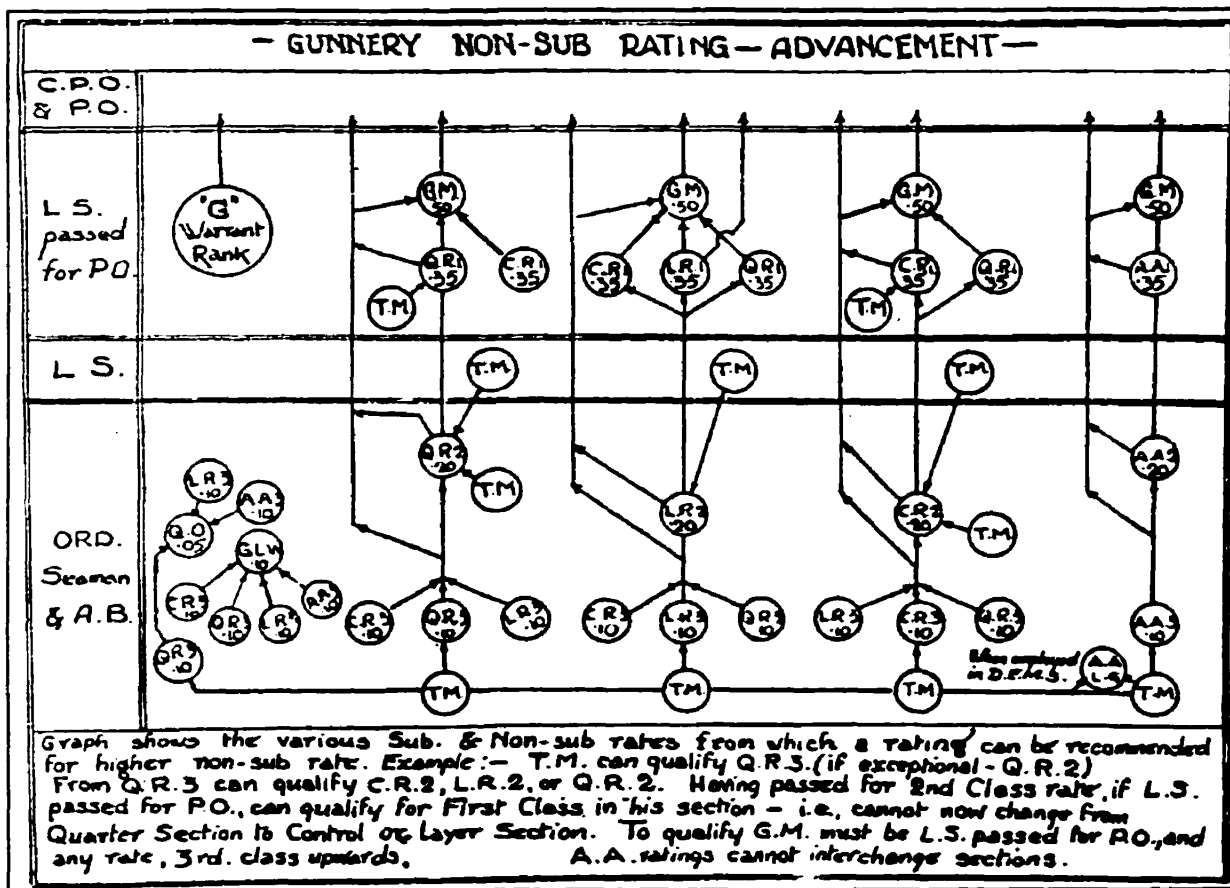 - GUNNERY NON-SUB RATING - ADVANCEMENT -
C.P.O.
& P.O.
L S.
passed
for P.O.
"G"
Warrant
Rank
G.M.
.50
Q.R.1
.35
C.R.1
.35
T.M.
G.M.
.50
C.R.1
.35
L.R.1
.35
Q.R.1
.35
G.M.
.50
C.R.1
.35
Q.R.1
.35
T.M.
G.M.
.50
A.A.1
.35
L S.
T.M.
T.M.
T.M.
ORD.
Seaman
& A.B.
L.R.3
.10
A.A.3
.10
Q.O
.05
G.L.W
.10
C.R.3
.10
Q.R.3
.10
L.R.3
.10
A.A.3
.10
Q.R.3
.10
Q.R.2
.20
T.M.
C.R.3
.10
Q.R.3
.10
L.R.3
.10
T.M.
L.R.2
.20
C.R.3
.10
L.R.3
.10
Q.R.3
.10
T.M.
C.R.2
.20
T.M.
L.R.3
.10
C.R.3
.10
Q.R.3
.10
T.M.
A.A.2
.20
A.A.3
.10
When employed
in D.E.M.S.
A.A
L.G
T.M.
Graph shows the various Sub. & Non-sub rates from which a rating can be recommended
for higher non-sub rate. Example:- T.M. can qualify Q.R.3. (if exceptional - Q.R.2)
From Q.R.3 can qualify C.R.2, L.R.2, or Q.R.2. Having passed for 2nd Class rate, if L.S.
passed for P.O., can qualify for First Class in his section - i.e, cannot now change from
Quarter Section to Control or Layer Section. To qualify G.M. must be L.S. passed for P.O., and
any rate, 3rd. class upwards. A.A. ratings cannot interchange sections.